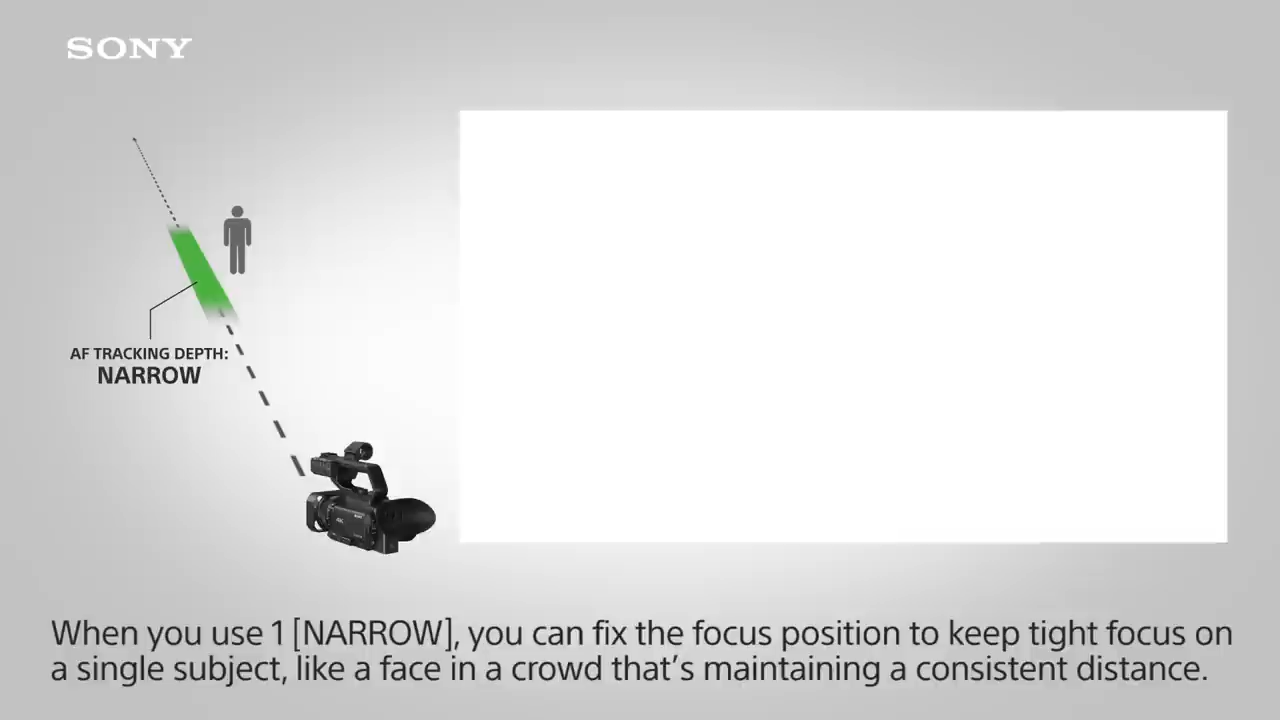 SONY
AF TRACKING DEPTH:
NARROW
When you use 1 [NARROW], you can fix the focus position to keep tight focus on
a single subject, like a face in a crowd that's maintaining a consistent distance.